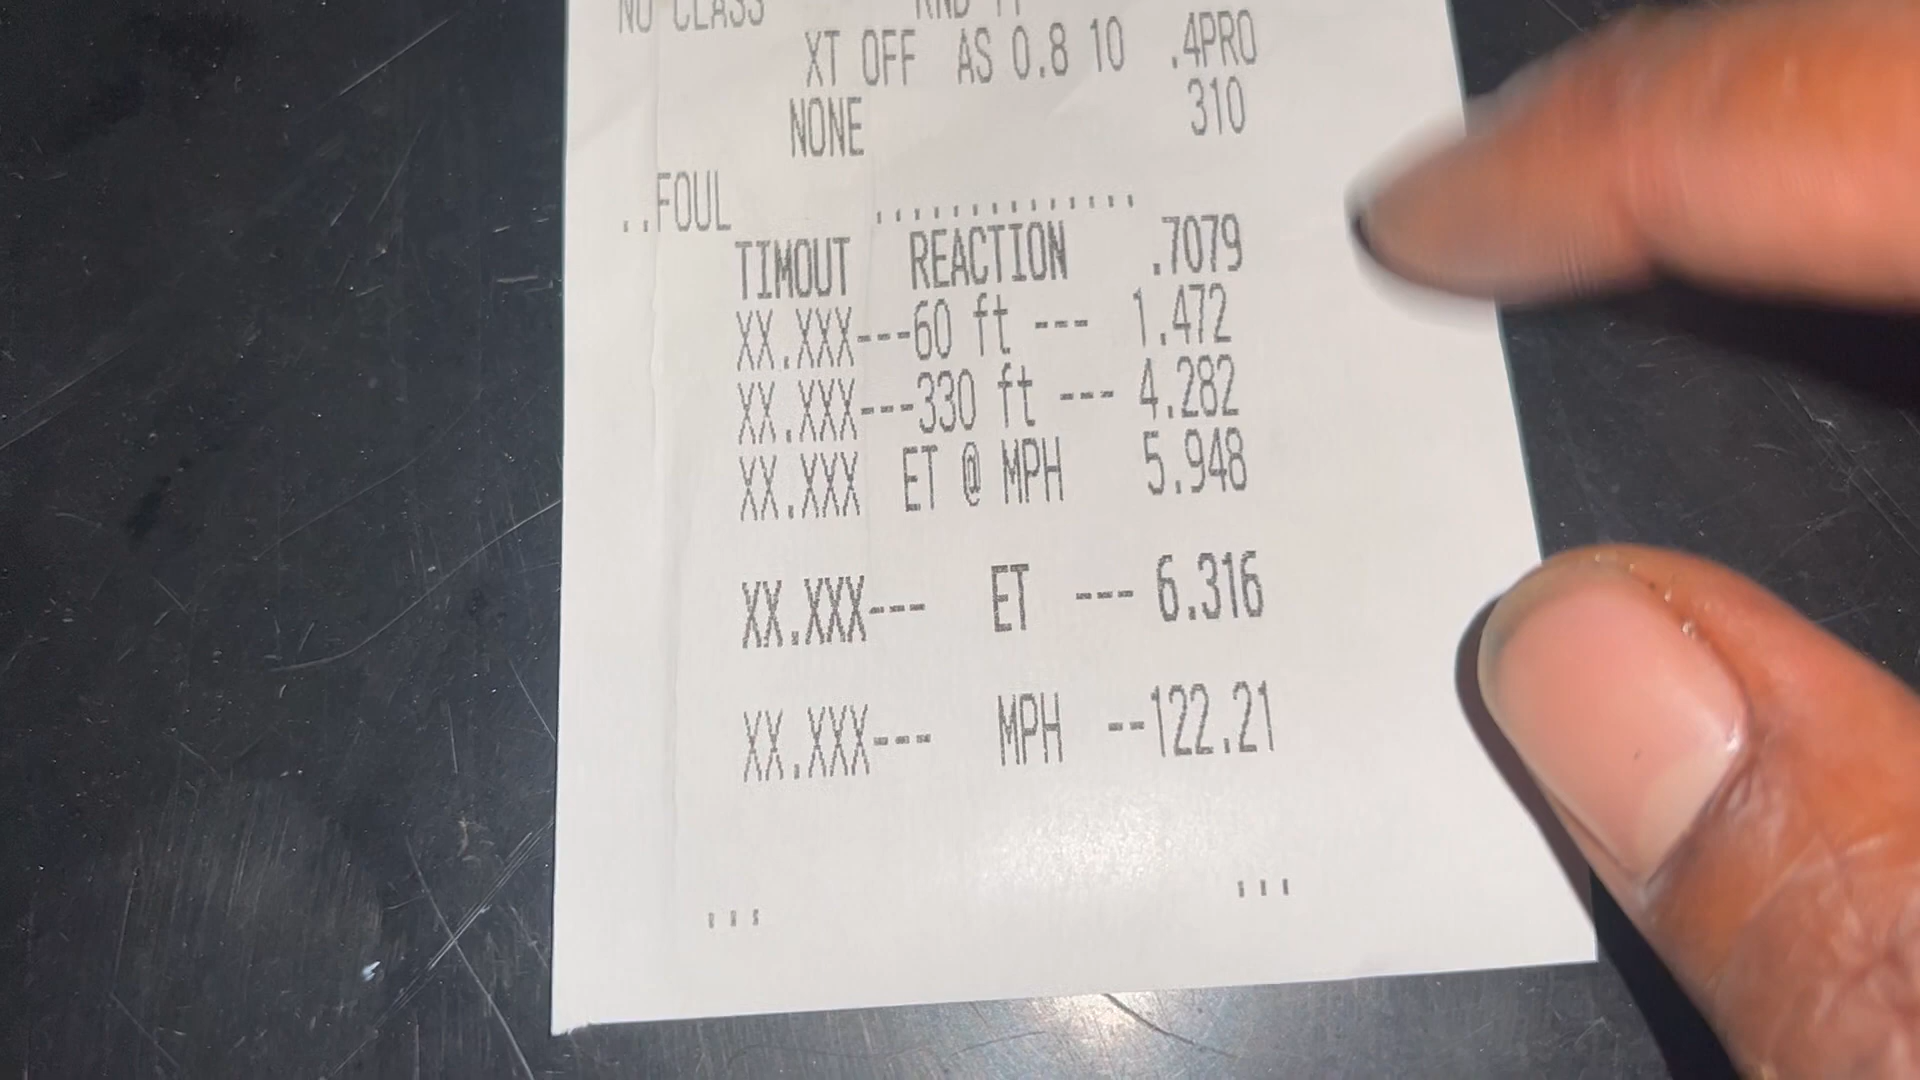 NO CLASS
XT OFF AS 0.8 10 .4PRO
NONE 310
..FOUL ..............
TIMOUT REACTION .7079
XX.XXX---60 ft --- 1.472
XX.XXX---330 ft --- 4.282
XX.XXX ET @ MPH 5.948
XX.XXX--- ET --- 6.316
XX.XXX--- MPH --122.21